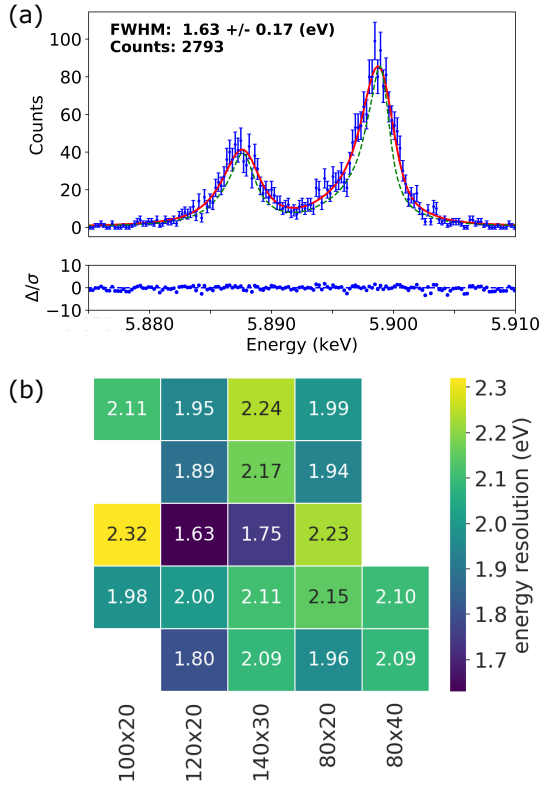 (a)
FWHM: 1.63 +/- 0.17 (eV)
Counts: 2793
100
80
60
40
20
0
Counts
10
0
−10
Δ/σ
5.880
5.890
5.900
5.910
Energy (keV)
(b)
2.11 1.95 2.24 1.99
1.89 2.17 1.94
2.32 1.63 1.75 2.23
1.98 2.00 2.11 2.15 2.10
1.80 2.09 1.96 2.09
100x20
120x20
140x30
80x20
80x40
2.3
2.2
2.1
2.0
1.9
1.8
1.7
energy resolution (eV)